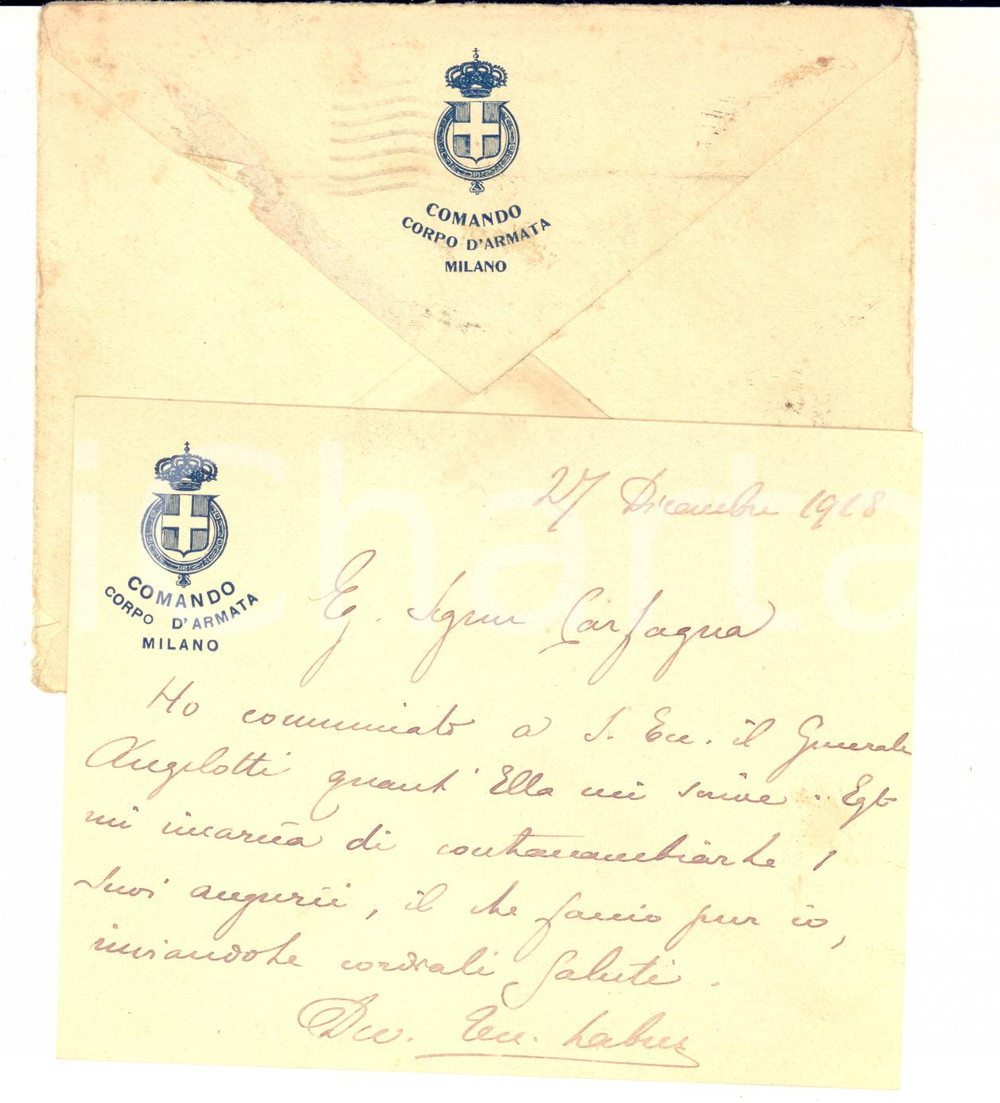 COMANDO
CORPO D'ARMATA
MILANO
COMANDO
CORPO D'ARMATA
MILANO
27 Dicembre 1918
Eg. Signor Carfagna
Ho comunicato a S. Ecc. il Generale
Angelotti quant' Ella mi scrive. Egli
mi incarica di contraccambiarle i
suoi augurii, il che faccio pur io,
inviandole cordiali saluti.
Dev.